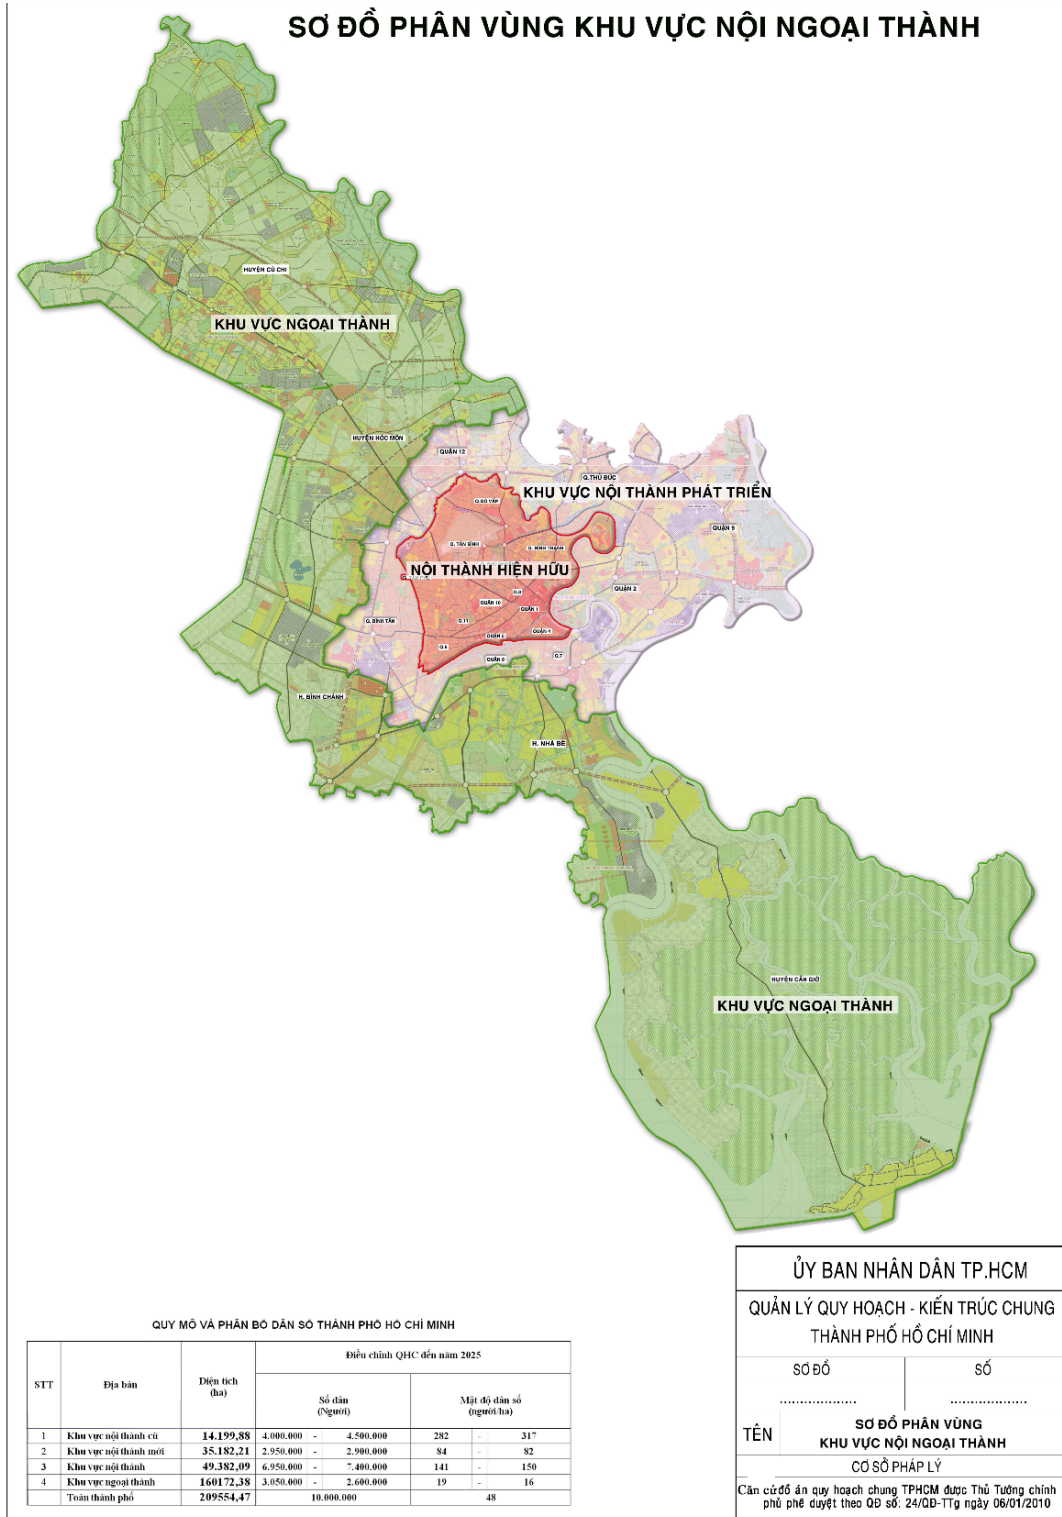 SƠ ĐỒ PHÂN VÙNG KHU VỰC NỘI NGOẠI THÀNH
HUYỆN CỦ CHI
KHU VỰC NGOẠI THÀNH
HUYỆN HÓC MÔN
QUẬN 12
Q.THỦ ĐỨC
KHU VỰC NỘI THÀNH PHÁT TRIỂN
Q.GÒ VẤP
QUẬN 9
Q. TÂN BÌNH
Q. BÌNH THẠNH
NỘI THÀNH HIỆN HỮU
QUẬN 2
Q.3
QUẬN 10
QUẬN 1
Q. BÌNH TÂN
Q.11
QUẬN 4
QUẬN 5
Q.6
Q.7
QUẬN 8
H. BÌNH CHÁNH
H. NHÀ BÈ
HUYỆN CẦN GIỜ
KHU VỰC NGOẠI THÀNH
QUY MÔ VÀ PHÂN BỐ DÂN SỐ THÀNH PHỐ HỒ CHÍ MINH
STT Địa bàn Diện tích (ha) Điều chỉnh QHC đến năm 2025
Số dân (Người) Mật độ dân số (người/ha)
1 Khu vực nội thành cũ 14.199,88 4.000.000 - 4.500.000 282 - 317
2 Khu vực nội thành mới 35.182,21 2.950.000 - 2.900.000 84 - 82
3 Khu vực nội thành 49.382,09 6.950.000 - 7.400.000 141 - 150
4 Khu vực ngoại thành 160172,38 3.050.000 - 2.600.000 19 - 16
Toàn thành phố 209554,47 10.000.000 48
ỦY BAN NHÂN DÂN TP.HCM
QUẢN LÝ QUY HOẠCH - KIẾN TRÚC CHUNG
THÀNH PHỐ HỒ CHÍ MINH
SƠ ĐỒ SỐ
.................... ....................
TÊN SƠ ĐỒ PHÂN VÙNG
KHU VỰC NỘI NGOẠI THÀNH
CƠ SỞ PHÁP LÝ
Căn cứ đồ án quy hoạch chung TPHCM được Thủ Tướng chính
phủ phê duyệt theo QĐ số: 24/QĐ-TTg ngày 06/01/2010